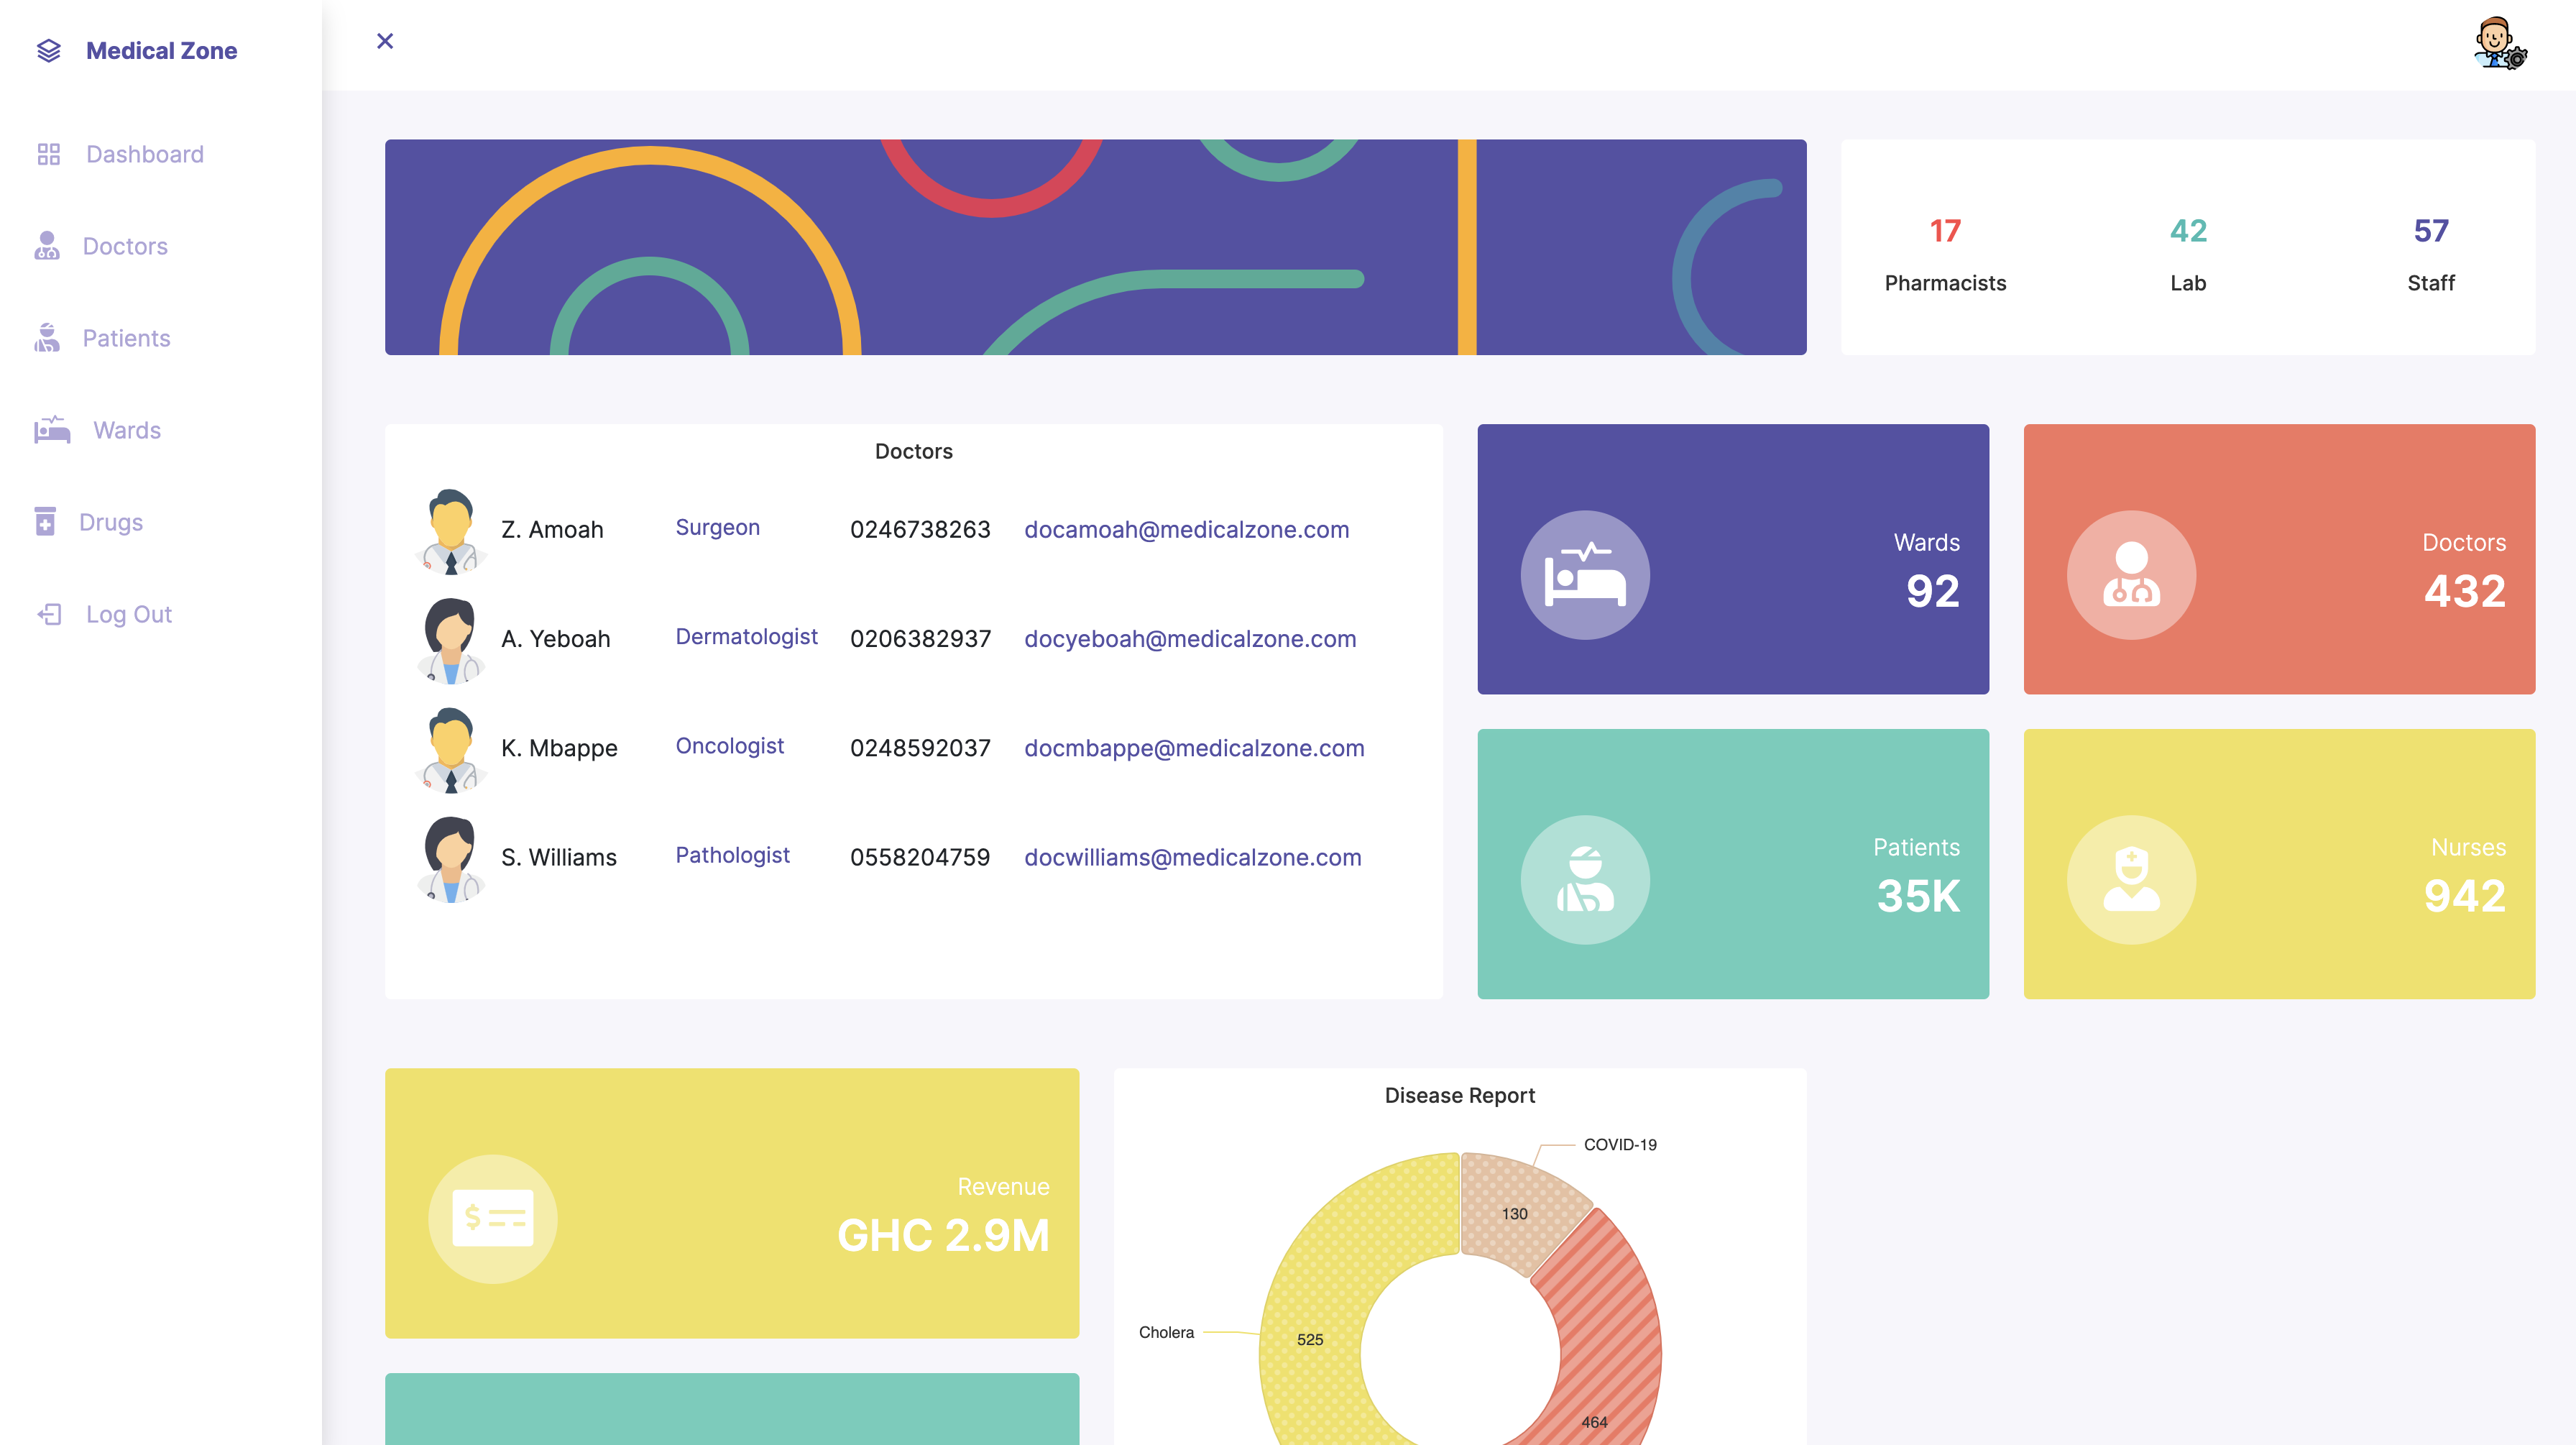 Medical Zone
Dashboard
Doctors
Patients
Wards
Drugs
Log Out
17
Pharmacists
42
Lab
57
Staff
Doctors
Z. Amoah Surgeon 0246738263 docamoah@medicalzone.com
A. Yeboah Dermatologist 0206382937 docyeboah@medicalzone.com
K. Mbappe Oncologist 0248592037 docmbappe@medicalzone.com
S. Williams Pathologist 0558204759 docwilliams@medicalzone.com
Wards
92
Doctors
432
Patients
35K
Nurses
942
$
Revenue
GHC 2.9M
Disease Report
COVID-19
130
Cholera
525
464